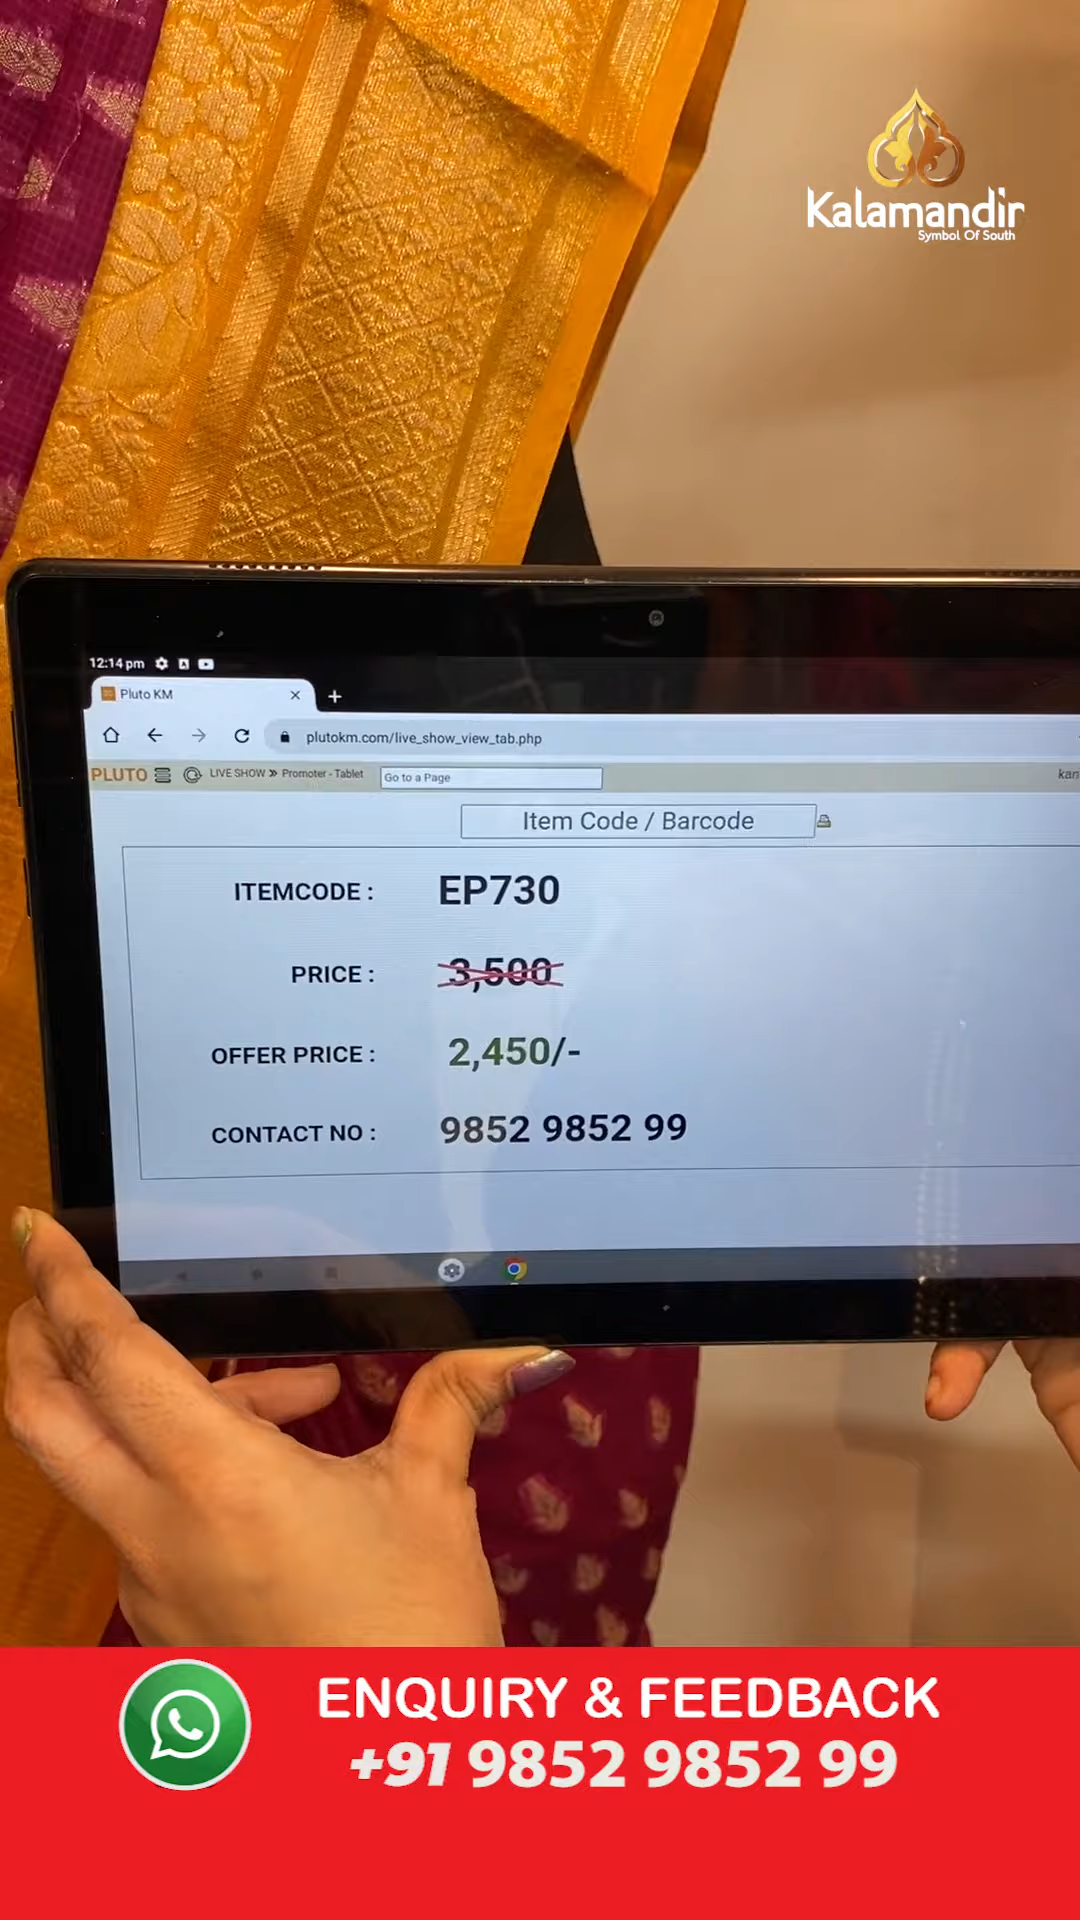 Kalamandir
Symbol Of South
12:14 pm
Pluto KM
plutokm.com/live_show_view_tab.php
PLUTO LIVE SHOW >> Promoter - Tablet Go to a Page kan
Item Code / Barcode
ITEMCODE : EP730
PRICE : 3,500
OFFER PRICE : 2,450/-
CONTACT NO : 9852 9852 99
ENQUIRY & FEEDBACK
+91 9852 9852 99